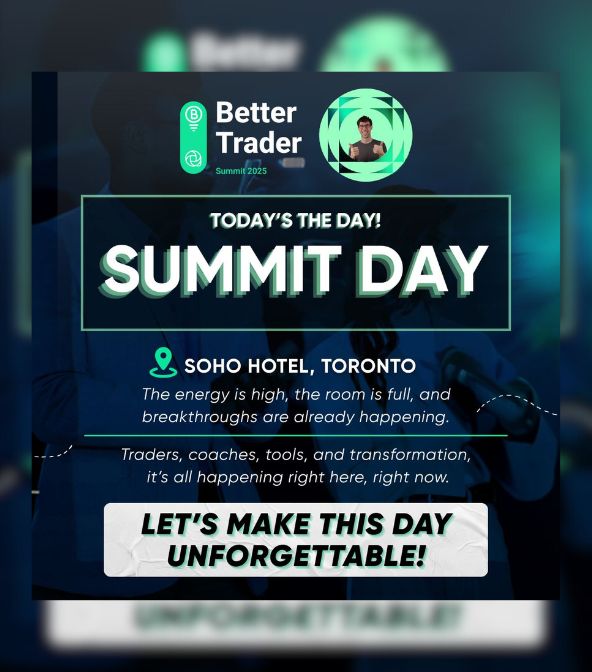 Better
Trader
Summit 2025
TODAY'S THE DAY!
SUMMIT DAY
SOHO HOTEL, TORONTO
The energy is high, the room is full, and
breakthroughs are already happening.
Traders, coaches, tools, and transformation,
it's all happening right here, right now.
LET'S MAKE THIS DAY
UNFORGETTABLE!